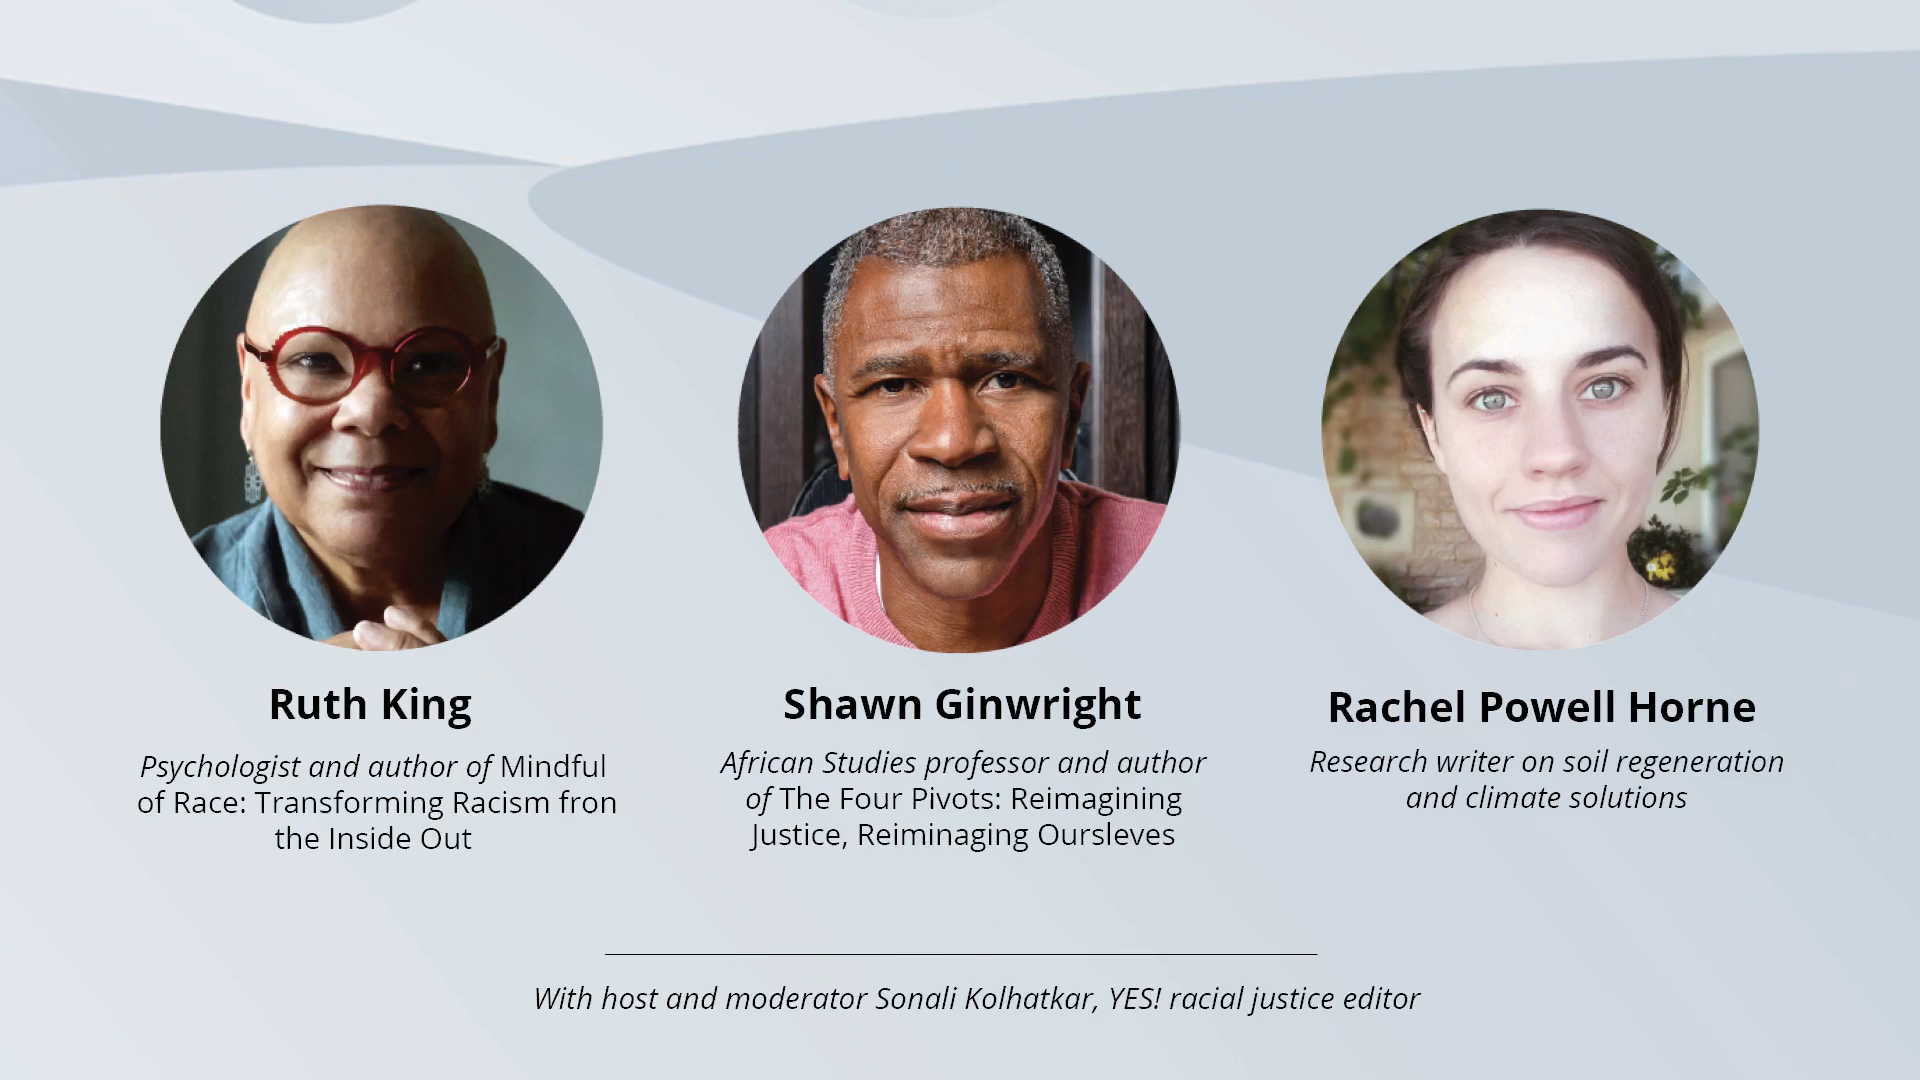 Ruth King
Psychologist and author of Mindful
of Race: Transforming Racism fron
the Inside Out
Shawn Ginwright
African Studies professor and author
of The Four Pivots: Reimagining
Justice, Reiminaging Oursleves
Rachel Powell Horne
Research writer on soil regeneration
and climate solutions
With host and moderator Sonali Kolhatkar, YES! racial justice editor